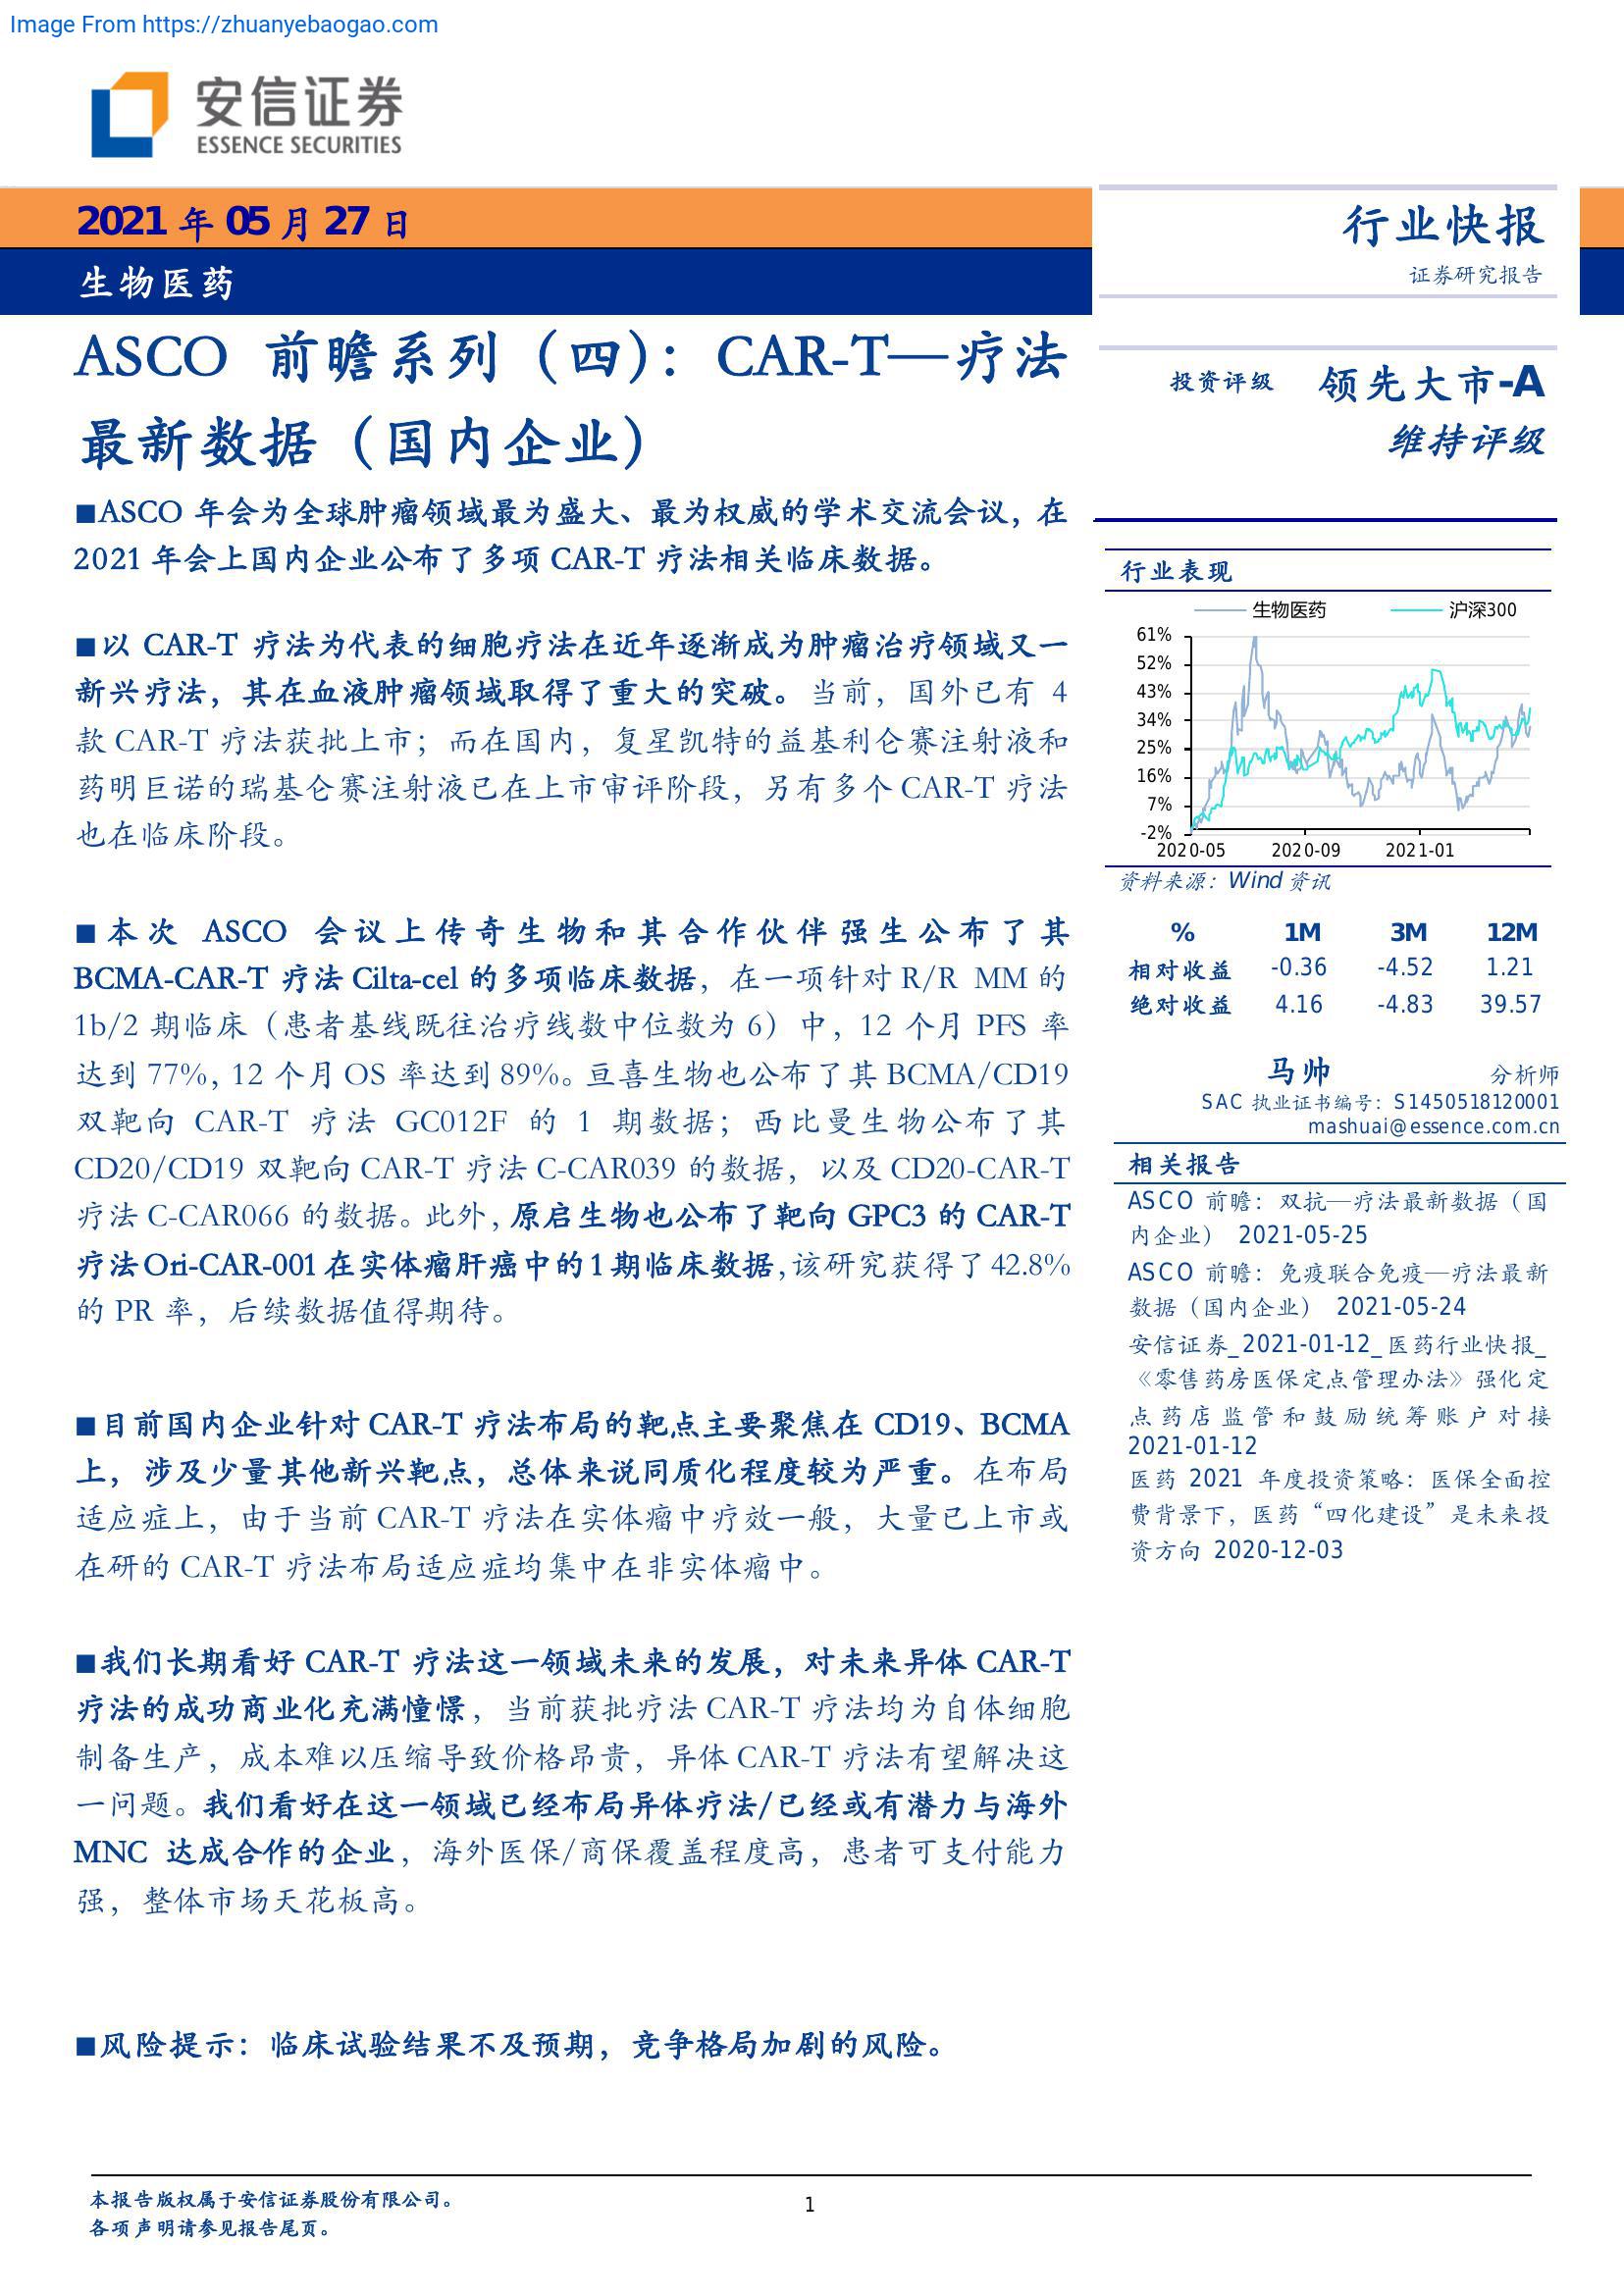 Image From https://zhuanyebaogao.com
安信证券
ESSENCE SECURITIES
2021 年 05 月 27 日
生物医药
行业快报
证券研究报告
ASCO 前瞻系列（四）：CAR-T—疗法
最新数据（国内企业）
投资评级 领先大市-A
维持评级
■ASCO 年会为全球肿瘤领域最为盛大、最为权威的学术交流会议，在
2021 年会上国内企业公布了多项 CAR-T 疗法相关临床数据。
■以 CAR-T 疗法为代表的细胞疗法在近年逐渐成为肿瘤治疗领域又一
新兴疗法，其在血液肿瘤领域取得了重大的突破。当前，国外已有 4
款 CAR-T 疗法获批上市；而在国内，复星凯特的益基利仑赛注射液和
药明巨诺的瑞基仑赛注射液已在上市审评阶段，另有多个 CAR-T 疗法
也在临床阶段。
■本次 ASCO 会议上传奇生物和其合作伙伴强生公布了其
BCMA-CAR-T 疗法 Cilta-cel 的多项临床数据，在一项针对 R/R MM 的
1b/2 期临床（患者基线既往治疗线数中位数为 6）中，12 个月 PFS 率
达到 77%，12 个月 OS 率达到 89%。亘喜生物也公布了其 BCMA/CD19
双靶向 CAR-T 疗法 GC012F 的 1 期数据；西比曼生物公布了其
CD20/CD19 双靶向 CAR-T 疗法 C-CAR039 的数据，以及 CD20-CAR-T
疗法 C-CAR066 的数据。此外，原启生物也公布了靶向 GPC3 的 CAR-T
疗法 Ori-CAR-001 在实体瘤肝癌中的 1 期临床数据，该研究获得了 42.8%
的 PR 率，后续数据值得期待。
■目前国内企业针对 CAR-T 疗法布局的靶点主要聚焦在 CD19、BCMA
上，涉及少量其他新兴靶点，总体来说同质化程度较为严重。在布局
适应症上，由于当前 CAR-T 疗法在实体瘤中疗效一般，大量已上市或
在研的 CAR-T 疗法布局适应症均集中在非实体瘤中。
■我们长期看好 CAR-T 疗法这一领域未来的发展，对未来异体 CAR-T
疗法的成功商业化充满憧憬，当前获批疗法 CAR-T 疗法均为自体细胞
制备生产，成本难以压缩导致价格昂贵，异体 CAR-T 疗法有望解决这
一问题。我们看好在这一领域已经布局异体疗法/已经或有潜力与海外
MNC 达成合作的企业，海外医保/商保覆盖程度高，患者可支付能力
强，整体市场天花板高。
■风险提示：临床试验结果不及预期，竞争格局加剧的风险。
行业表现
生物医药 沪深300
61%
52%
43%
34%
25%
16%
7%
-2%
2020-05 2020-09 2021-01
资料来源：Wind 资讯
% 1M 3M 12M
相对收益 -0.36 -4.52 1.21
绝对收益 4.16 -4.83 39.57
马帅 分析师
SAC 执业证书编号：S1450518120001
mashuai@essence.com.cn
相关报告
ASCO 前瞻：双抗—疗法最新数据（国
内企业） 2021-05-25
ASCO 前瞻：免疫联合免疫—疗法最新
数据（国内企业） 2021-05-24
安信证券_2021-01-12_医药行业快报_
《零售药房医保定点管理办法》强化定
点药店监管和鼓励统筹账户对接
2021-01-12
医药 2021 年度投资策略：医保全面控
费背景下，医药“四化建设”是未来投
资方向 2020-12-03
本报告版权属于安信证券股份有限公司。
各项声明请参见报告尾页。
1